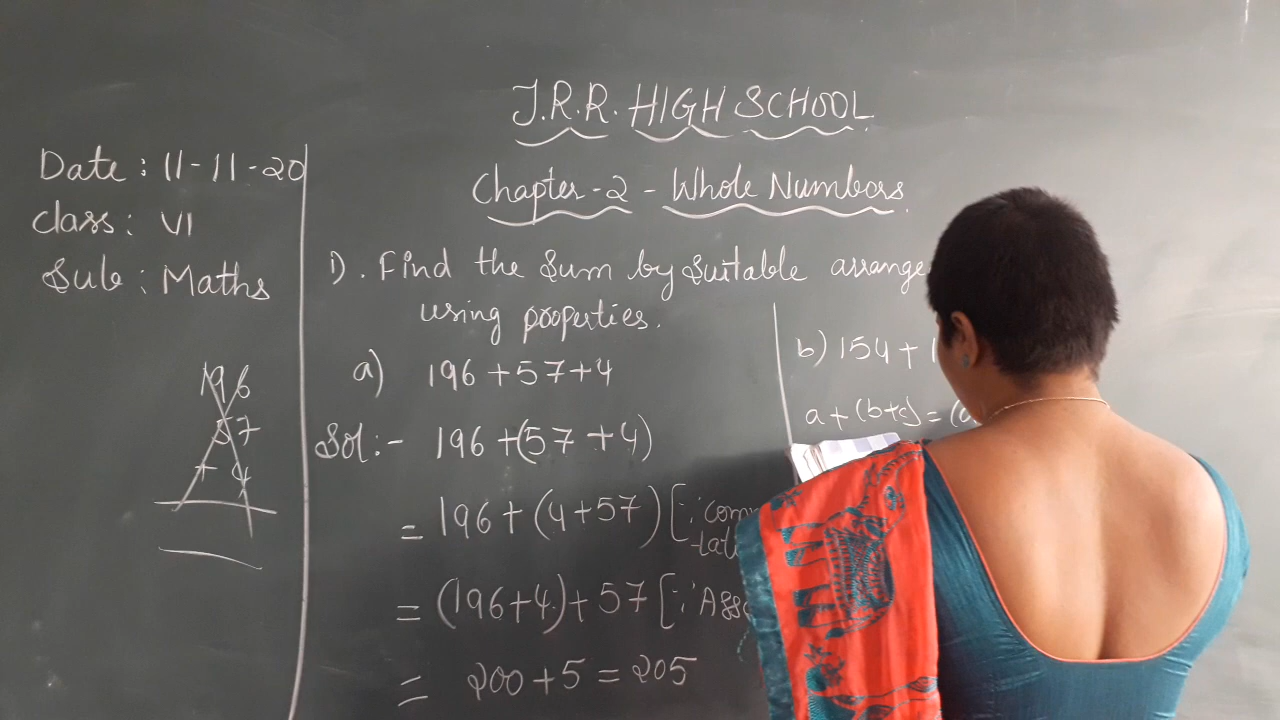 J.R.R. HIGH SCHOOL
Date : 11-11-20
Chapter-2 - Whole Numbers
Class : VI
Sub : Maths
1). Find the Sum by Suitable
using properties.
a) 196 + 57 + 4
Sol :- 196 + (57 + 4)
= 196 + (4 + 57) [∵
= (196 + 4) + 57 [∵
= 200 + 5 = 205
b) 154 +
a + (b + c) =
196
57
+ 4